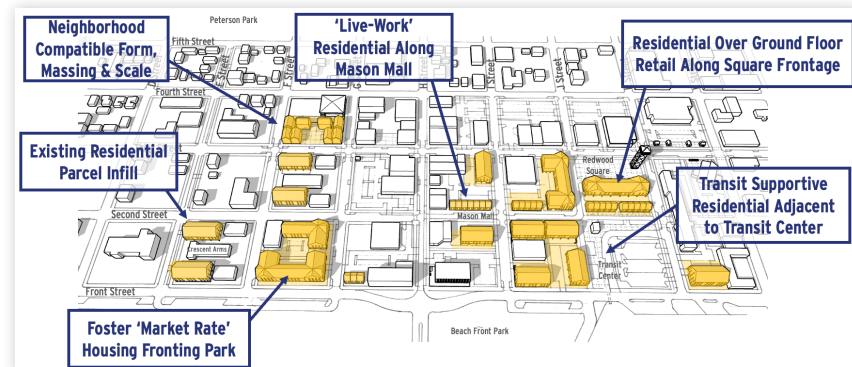 Peterson Park
Neighborhood
Compatible Form,
Massing & Scale
'Live-Work'
Residential Along
Mason Mall
Residential Over Ground Floor
Retail Along Square Frontage
Fifth Street
Street
Street
J Street
Fourth Street
Existing Residential
Parcel Infill
Redwood
Square
Transit Supportive
Residential Adjacent
to Transit Center
Second Street
Mason Mall
Crescent Arms
Transit
Center
Front Street
Foster 'Market Rate'
Housing Fronting Park
Beach Front Park